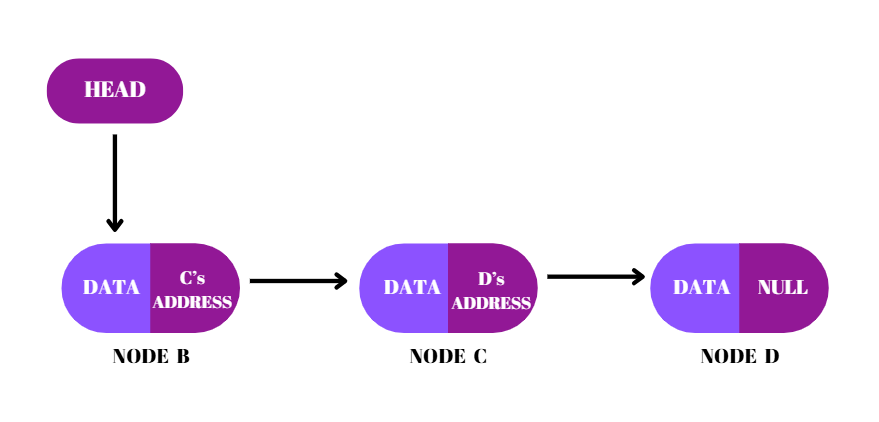 HEAD
DATA
C’s
ADDRESS
DATA
D’s
ADDRESS
DATA
NULL
NODE B
NODE C
NODE D